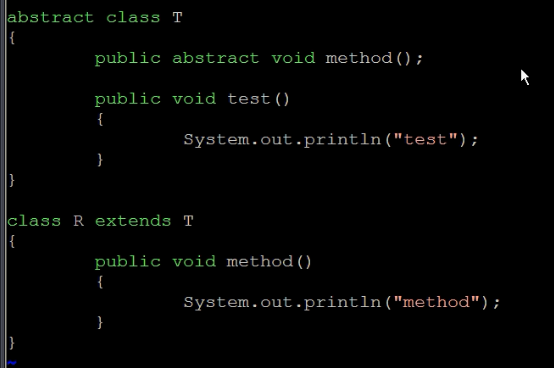 abstract class T
{
public abstract void method();
public void test()
{
System.out.println("test");
}
}
class R extends T
{
public void method()
{
System.out.println("method");
}
}
~